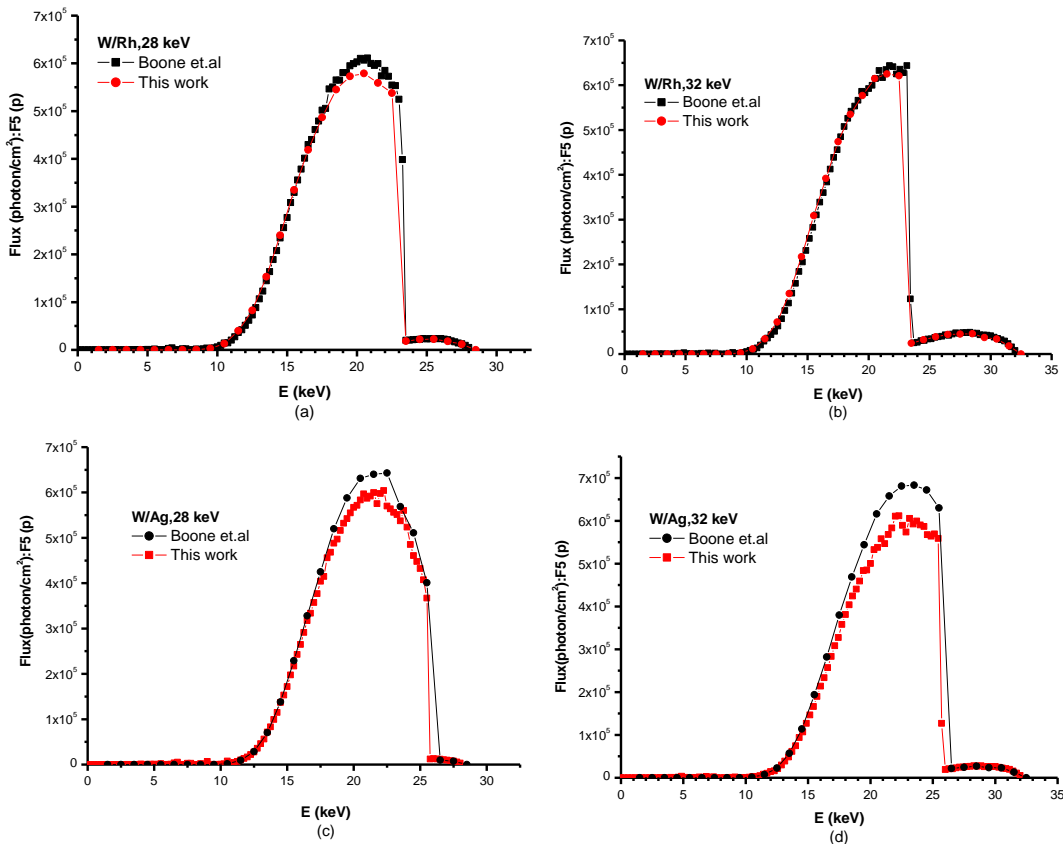 7x10⁵
6x10⁵
5x10⁵
4x10⁵
3x10⁵
2x10⁵
1x10⁵
0
Flux (photon/cm²):F5 (p)
W/Rh,28 keV
Boone et.al
This work
0 5 10 15 20 25 30
E (keV)
(a)
7x10⁵
6x10⁵
5x10⁵
4x10⁵
3x10⁵
2x10⁵
1x10⁵
0
Flux (photon/cm²):F5 (p)
W/Rh,32 keV
Boone et.al
This work
0 5 10 15 20 25 30 35
E (keV)
(b)
7x10⁵
6x10⁵
5x10⁵
4x10⁵
3x10⁵
2x10⁵
1x10⁵
0
Flux(photon/cm²):F5 (p)
W/Ag,28 keV
Boone et.al
This work
0 5 10 15 20 25 30
E (keV)
(c)
7x10⁵
6x10⁵
5x10⁵
4x10⁵
3x10⁵
2x10⁵
1x10⁵
0
Flux(photon/cm²):F5 (p)
W/Ag,32 keV
Boone et.al
This work
0 5 10 15 20 25 30 35
E (keV)
(d)